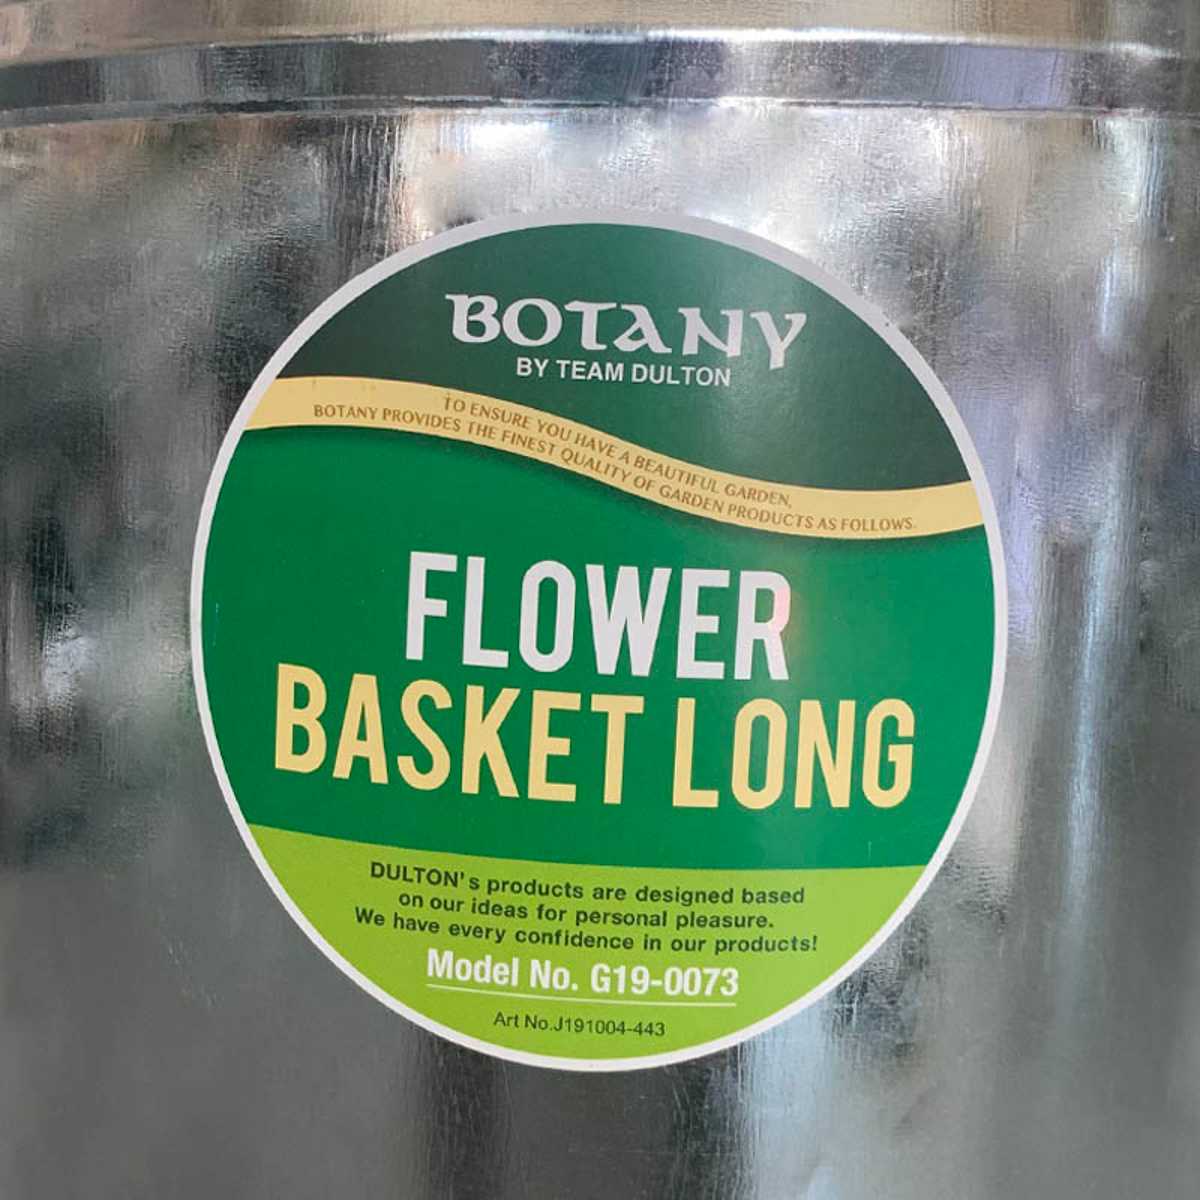 BOTANY
BY TEAM DULTON
TO ENSURE YOU HAVE A BEAUTIFUL GARDEN,
BOTANY PROVIDES THE FINEST QUALITY OF GARDEN PRODUCTS AS FOLLOWS.
FLOWER
BASKET LONG
DULTON's products are designed based
on our ideas for personal pleasure.
We have every confidence in our products!
Model No. G19-0073
Art No.J191004-443